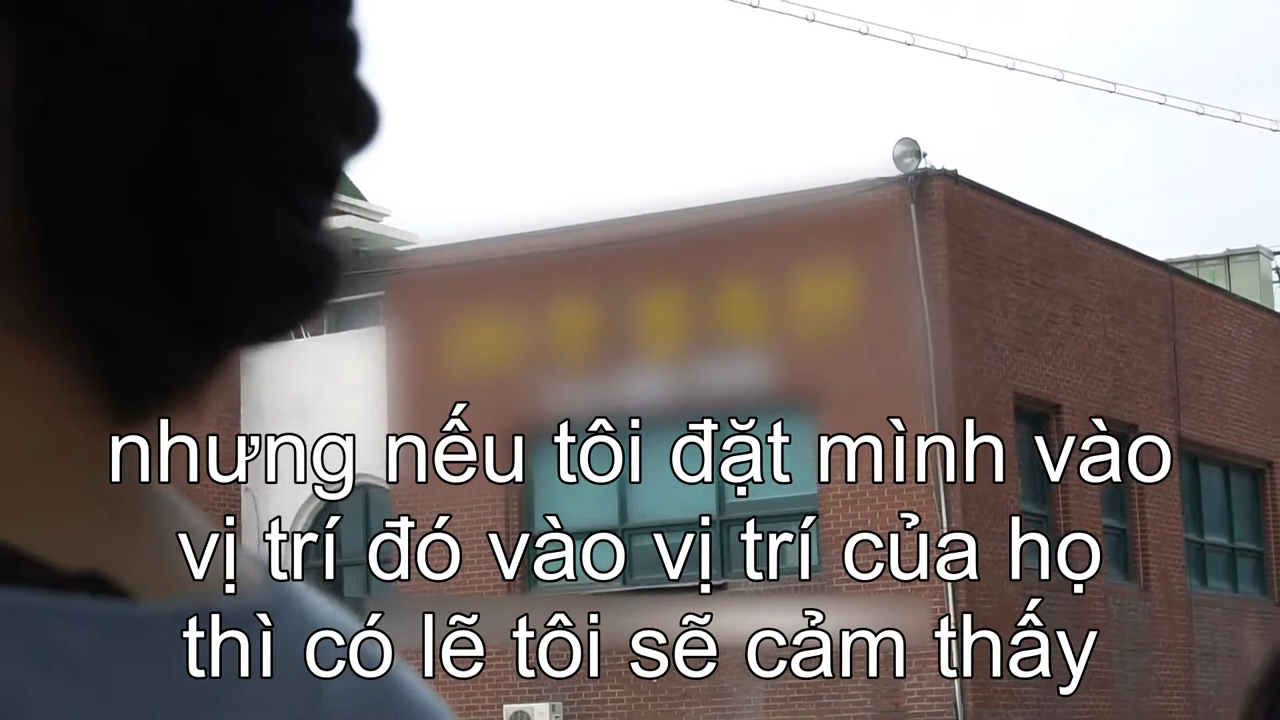 nhưng nếu tôi đặt mình vào
vị trí đó vào vị trí của họ
thì có lẽ tôi sẽ cảm thấy